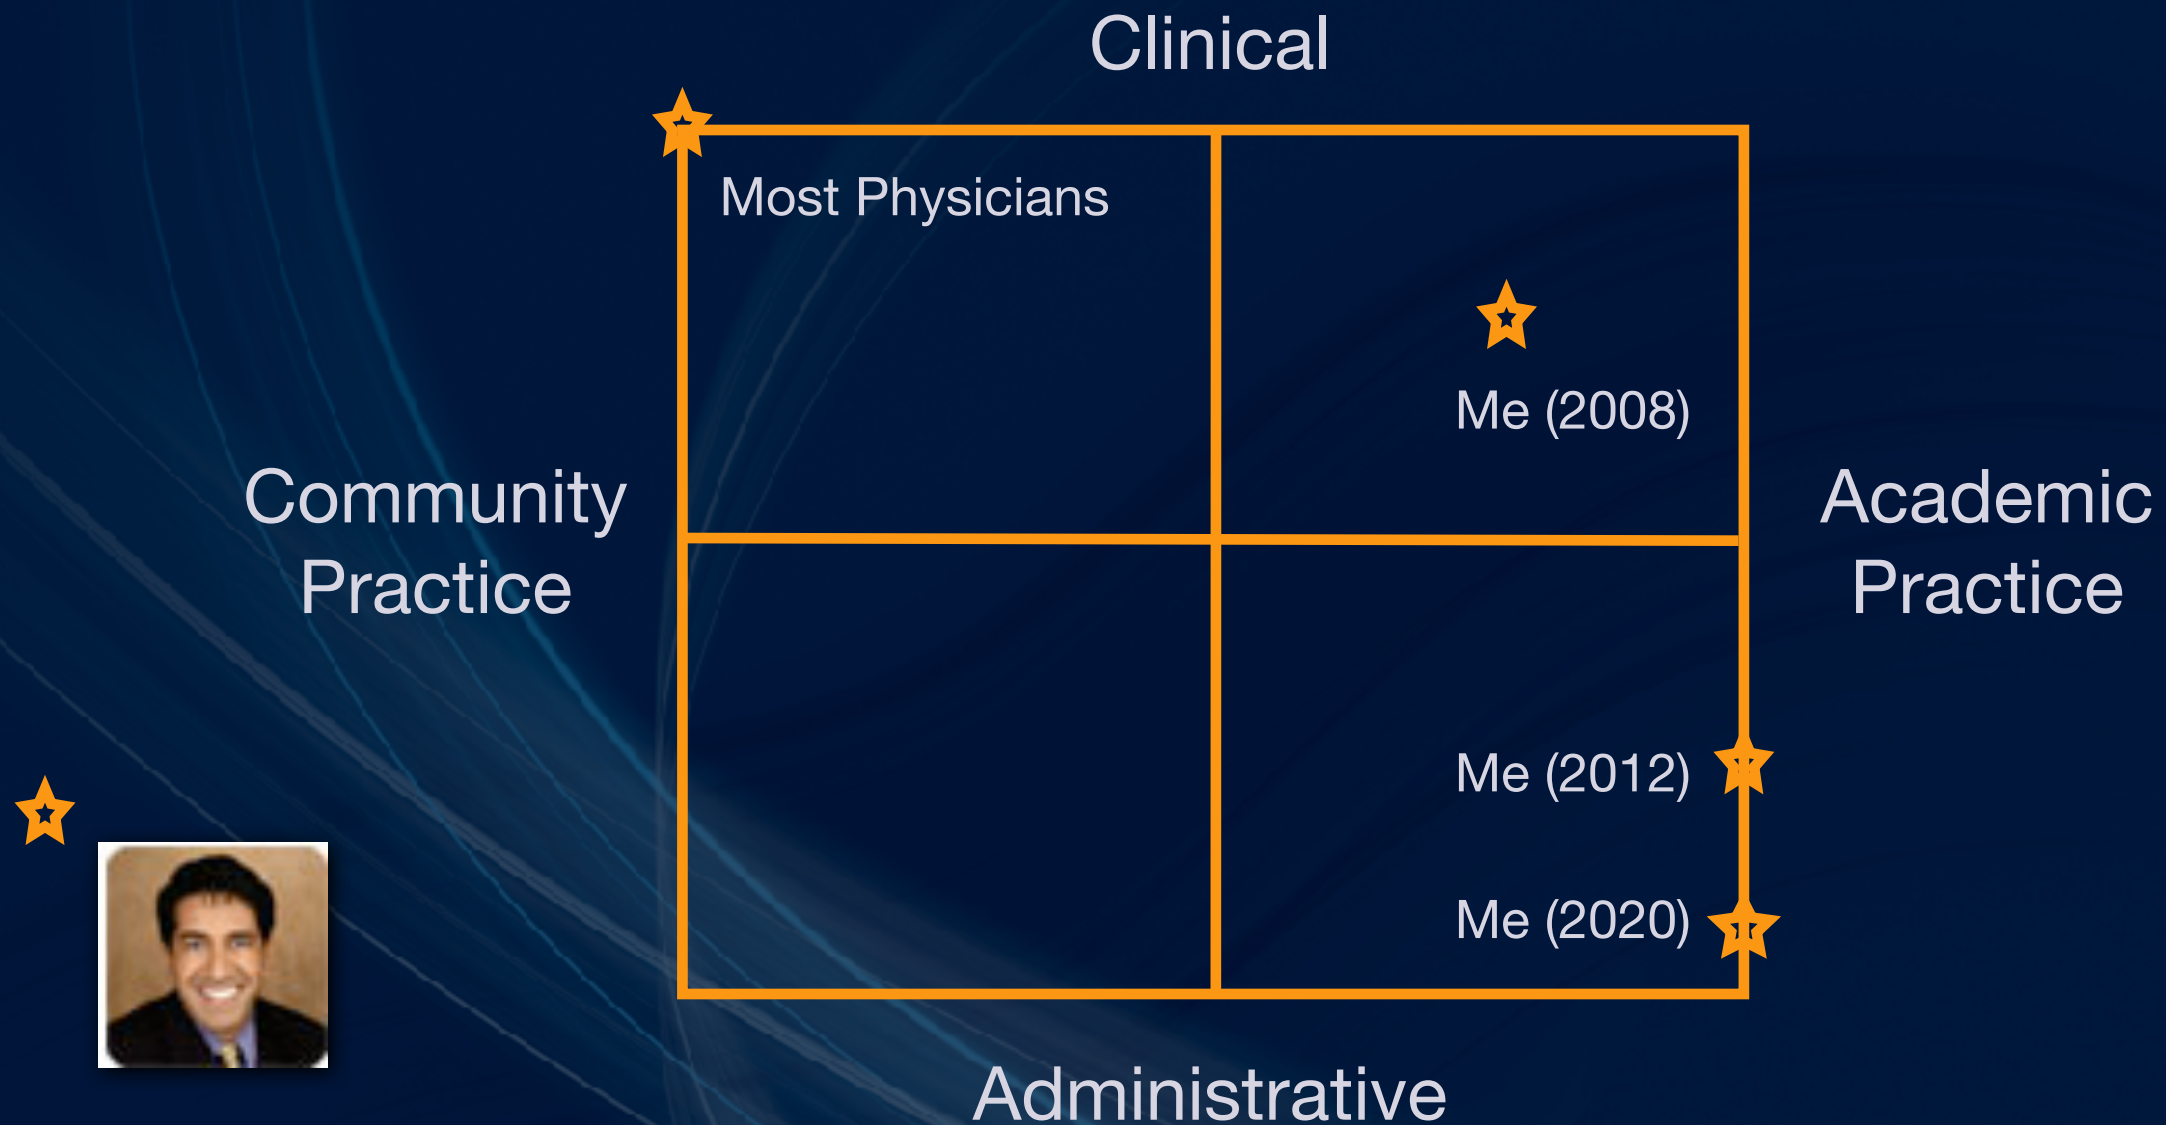 Clinical
Most Physicians
Me (2008)
Community
Practice
Academic
Practice
Me (2012)
Me (2020)
Administrative